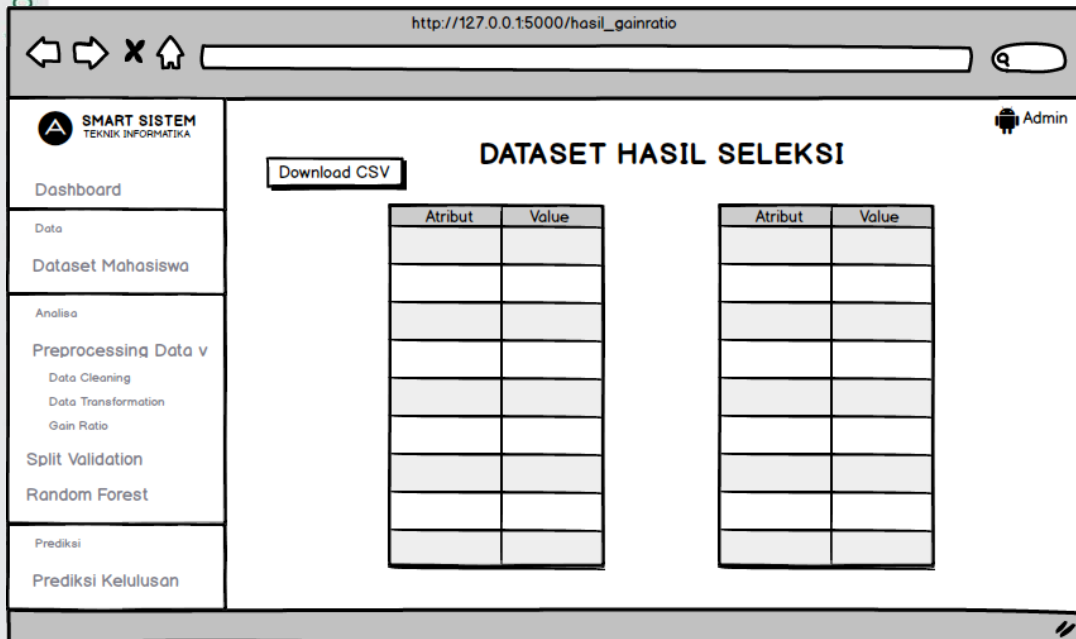 http://127.0.0.1:5000/hasil_gainratio
SMART SISTEM
TEKNIK INFORMATIKA
Admin
DATASET HASIL SELEKSI
Download CSV
Dashboard
Data
Dataset Mahasiswa
Analisa
Preprocessing Data v
Data Cleaning
Data Transformation
Gain Ratio
Split Validation
Random Forest
Prediksi
Prediksi Kelulusan
Atribut Value
Atribut Value